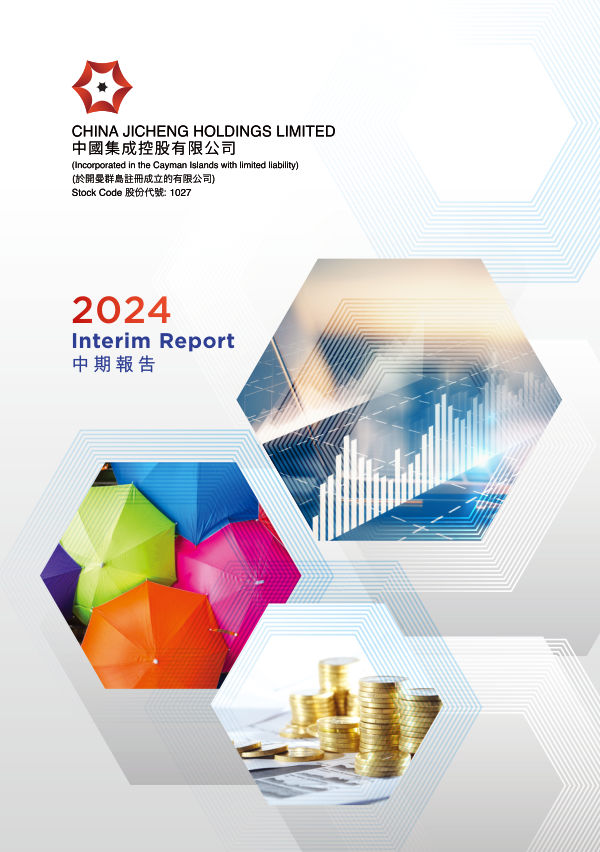 CHINA JICHENG HOLDINGS LIMITED
中國集成控股有限公司
(Incorporated in the Cayman Islands with limited liability)
(於開曼群島註冊成立的有限公司)
Stock Code 股份代號: 1027
2024
Interim Report
中期報告